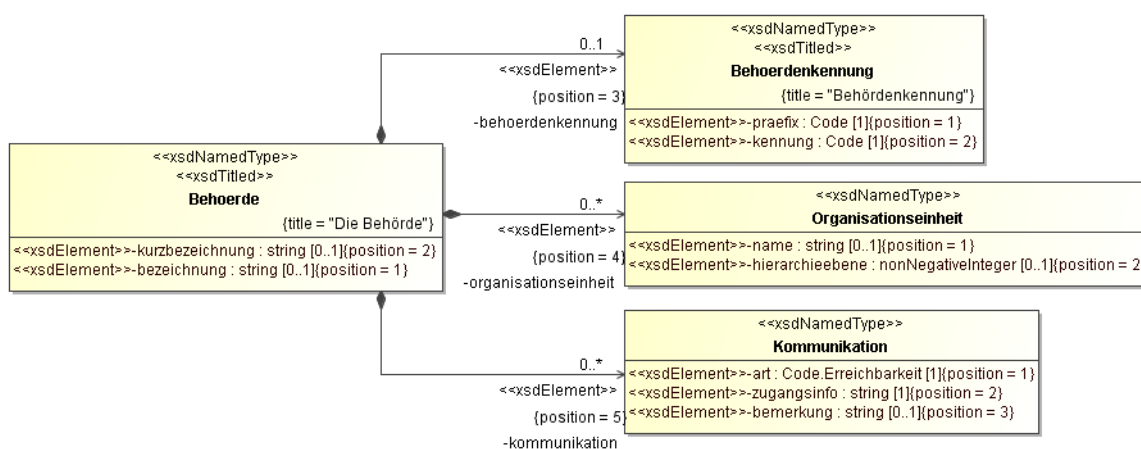 <<xsdNamedType>>
<<xsdTitled>>
Behoerde
{title = "Die Behörde"}
<<xsdElement>>-kurzbezeichnung : string [0..1]{position = 2}
<<xsdElement>>-bezeichnung : string [0..1]{position = 1}
0..1
<<xsdElement>>
{position = 3}
-behoerdenkennung
<<xsdNamedType>>
<<xsdTitled>>
Behoerdenkennung
{title = "Behördenkennung"}
<<xsdElement>>-praefix : Code [1]{position = 1}
<<xsdElement>>-kennung : Code [1]{position = 2}
0..*
<<xsdElement>>
{position = 4}
-organisationseinheit
<<xsdNamedType>>
Organisationseinheit
<<xsdElement>>-name : string [0..1]{position = 1}
<<xsdElement>>-hierarchieebene : nonNegativeInteger [0..1]{position = 2
0..*
<<xsdElement>>
{position = 5}
-kommunikation
<<xsdNamedType>>
Kommunikation
<<xsdElement>>-art : Code.Erreichbarkeit [1]{position = 1}
<<xsdElement>>-zugangsinfo : string [1]{position = 2}
<<xsdElement>>-bemerkung : string [0..1]{position = 3}